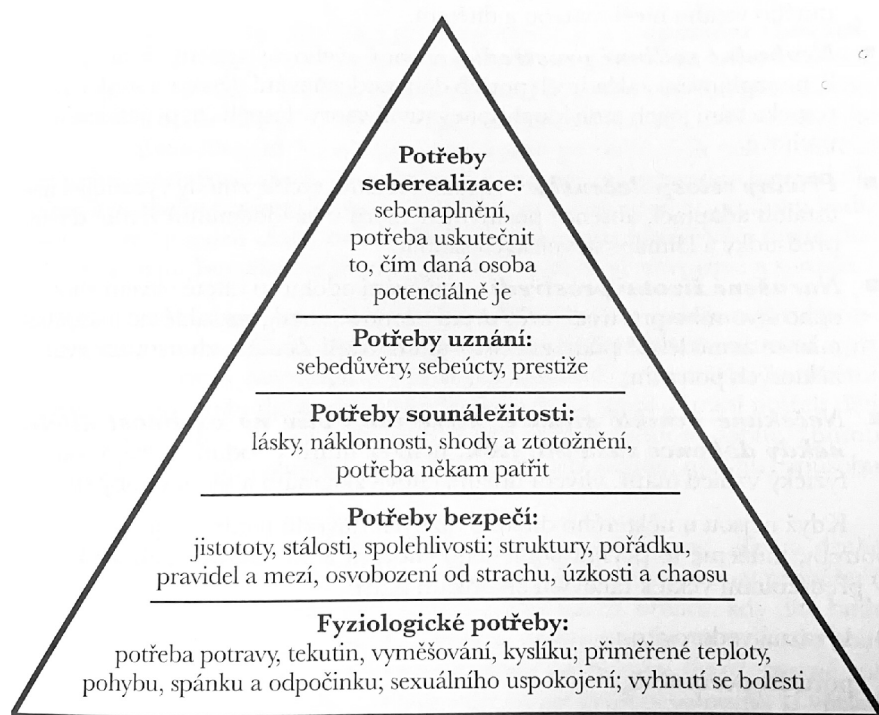 Potřeby
seberealizace:
sebenaplnění,
potřeba uskutečnit
to, čím daná osoba
potenciálně je
Potřeby uznání:
sebedůvěry, sebeúcty, prestiže
Potřeby sounáležitosti:
lásky, náklonnosti, shody a ztotožnění,
potřeba někam patřit
Potřeby bezpečí:
jistototy, stálosti, spolehlivosti; struktury, pořádku,
pravidel a mezí, osvobození od strachu, úzkosti a chaosu
Fyziologické potřeby:
potřeba potravy, tekutin, vyměšování, kyslíku; přiměřené teploty,
pohybu, spánku a odpočinku; sexuálního uspokojení; vyhnutí se bolesti